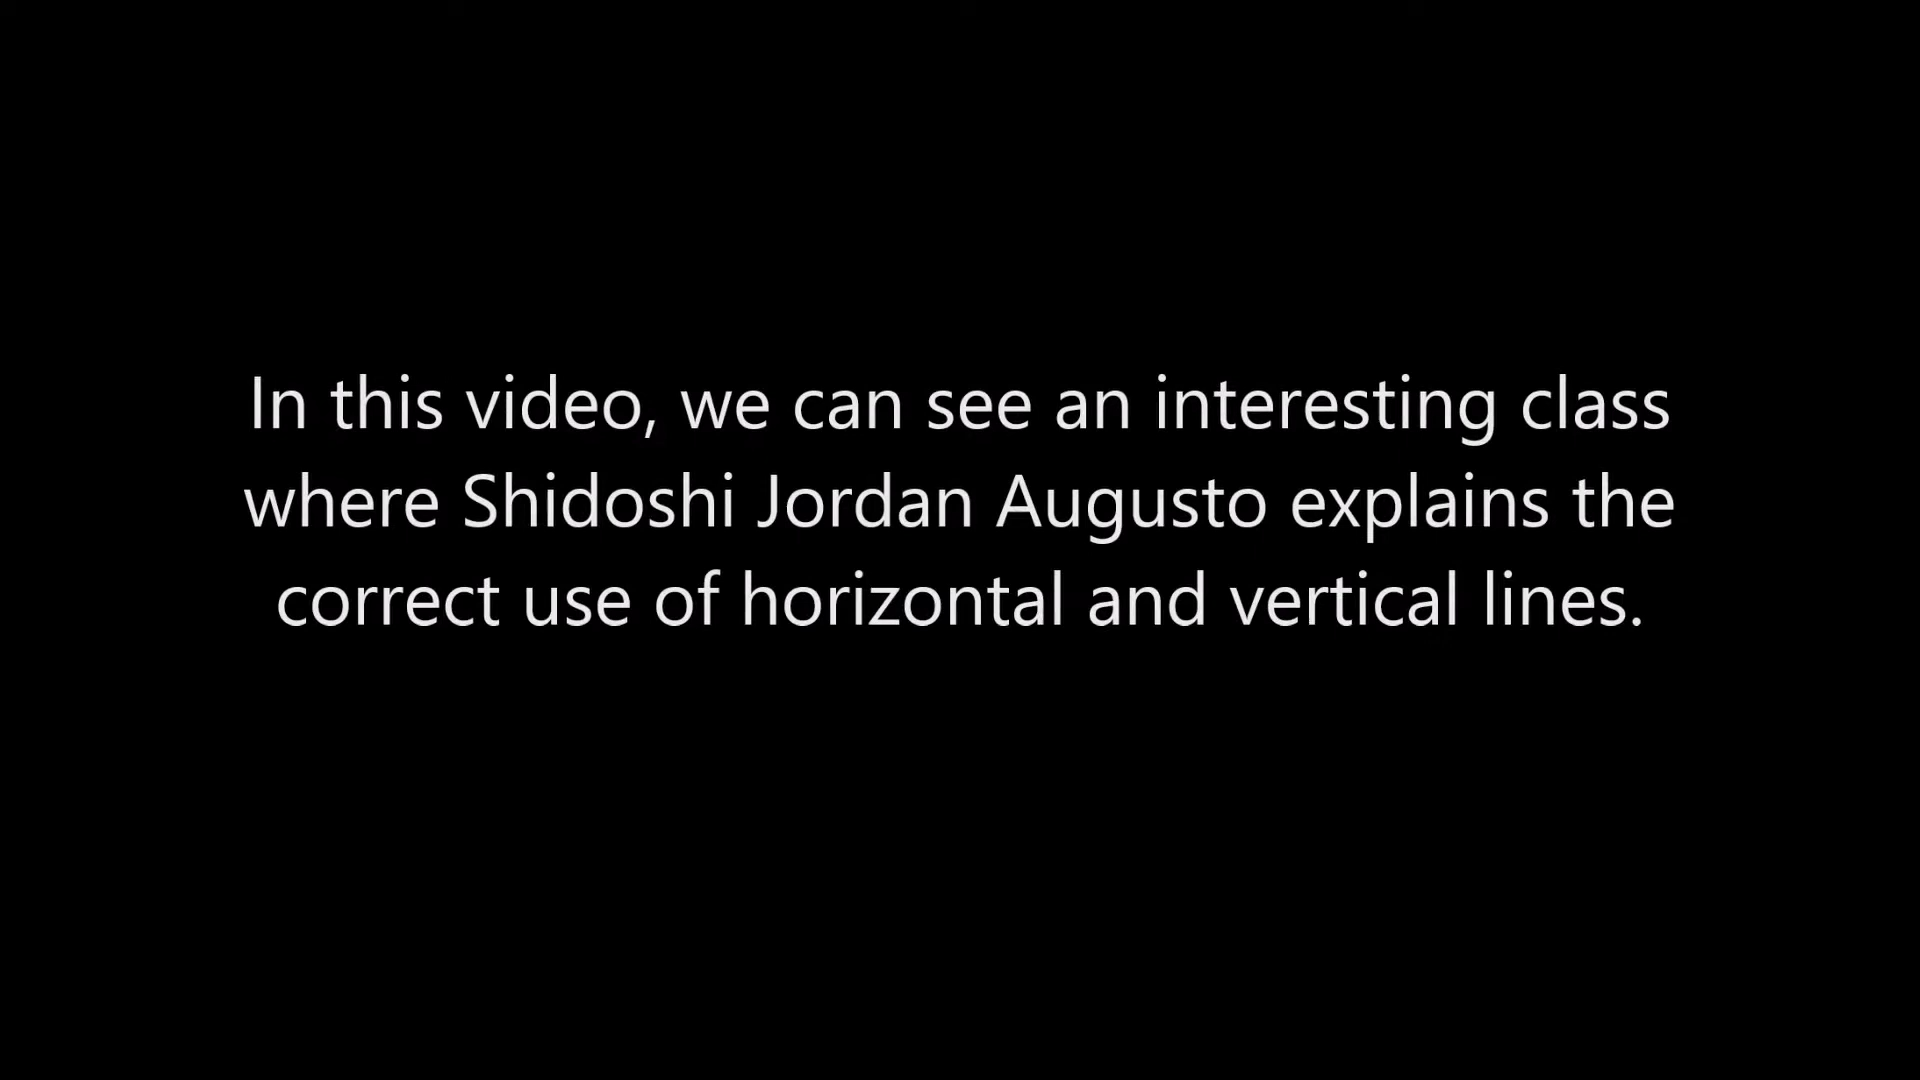 In this video, we can see an interesting class
where Shidoshi Jordan Augusto explains the
correct use of horizontal and vertical lines.